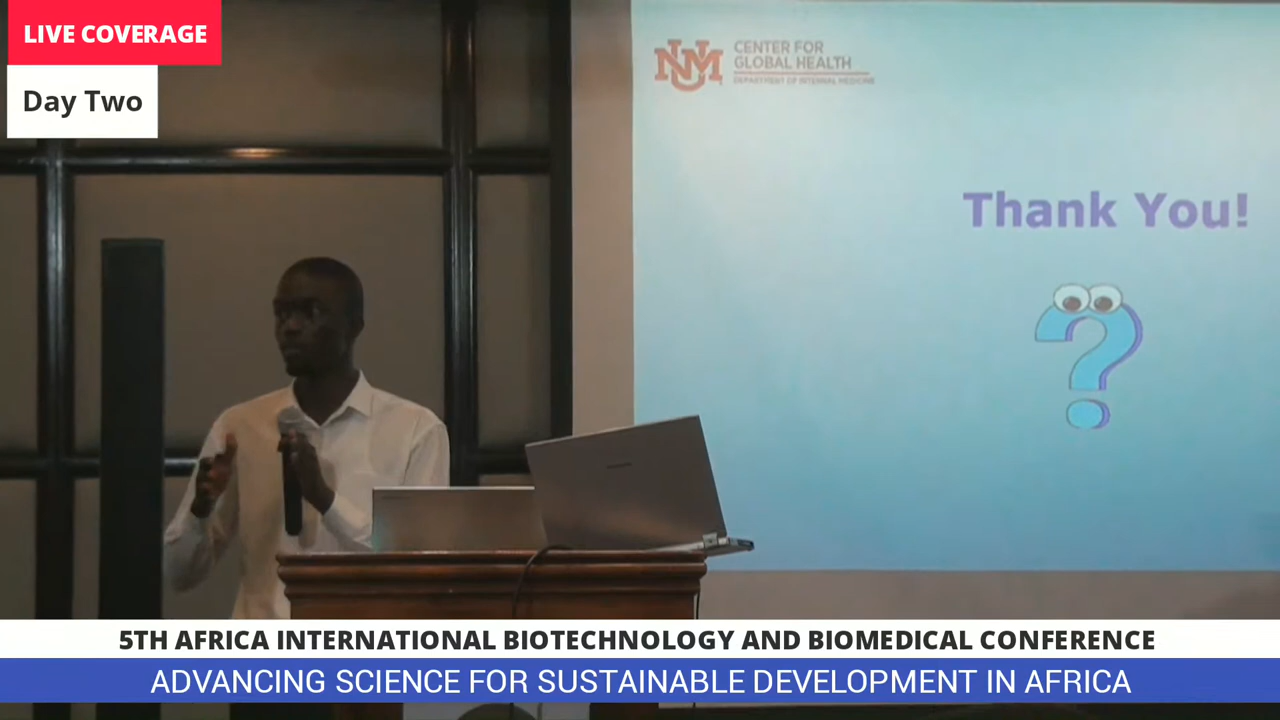 LIVE COVERAGE
Day Two
UNM
CENTER FOR
GLOBAL HEALTH
DEPARTMENT OF INTERNAL MEDICINE
Thank You!
?
5TH AFRICA INTERNATIONAL BIOTECHNOLOGY AND BIOMEDICAL CONFERENCE
ADVANCING SCIENCE FOR SUSTAINABLE DEVELOPMENT IN AFRICA